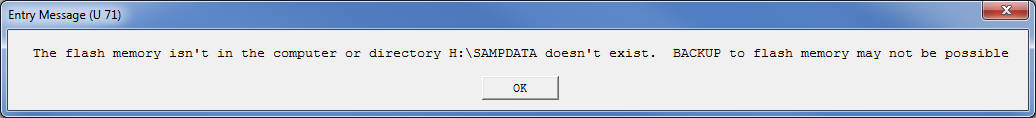 Entry Message (U 71)
The flash memory isn't in the computer or directory H:\SAMPDATA doesn't exist.  BACKUP to flash memory may not be possible
OK